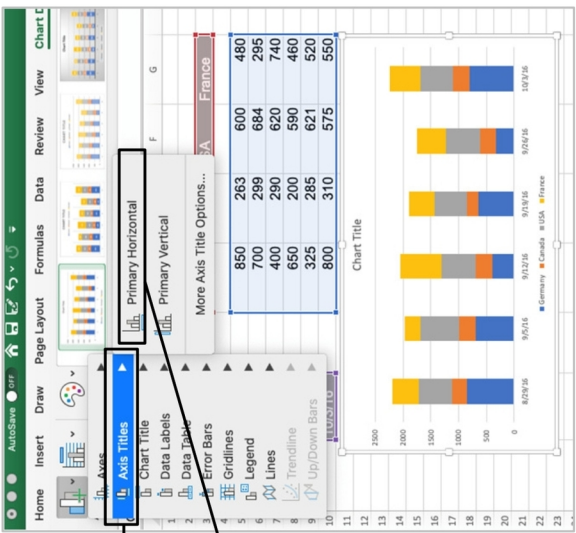 AutoSave OFF
Home Insert Draw Page Layout Formulas Data Review View Chart D
Axes
Axis Titles
Chart Title
Data Labels
Data Table
Error Bars
Gridlines
Legend
Lines
Trendline
Up/Down Bars
Primary Horizontal
Primary Vertical
More Axis Title Options...
F G
SA France
850 263 600 480
700 299 684 295
400 290 620 740
650 200 590 460
325 285 621 520
10/3/16 800 310 575 550
1
2
3
4
5
6
7
8
9
10
11
12
13
14
15
16
17
18
19
20
21
22
23
Chart Title
2500
2000
1500
1000
500
0
8/29/16 9/5/16 9/12/16 9/19/16 9/26/16 10/3/16
Germany Canada USA France